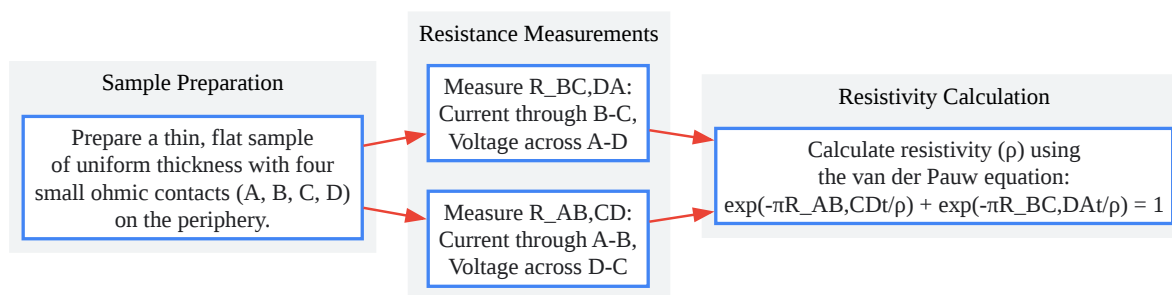 Sample Preparation
Prepare a thin, flat sample
of uniform thickness with four
small ohmic contacts (A, B, C, D)
on the periphery.
Resistance Measurements
Measure R_BC,DA:
Current through B-C,
Voltage across A-D
Measure R_AB,CD:
Current through A-B,
Voltage across D-C
Resistivity Calculation
Calculate resistivity (ρ) using
the van der Pauw equation:
exp(-πR_AB,CDt/ρ) + exp(-πR_BC,DAt/ρ) = 1